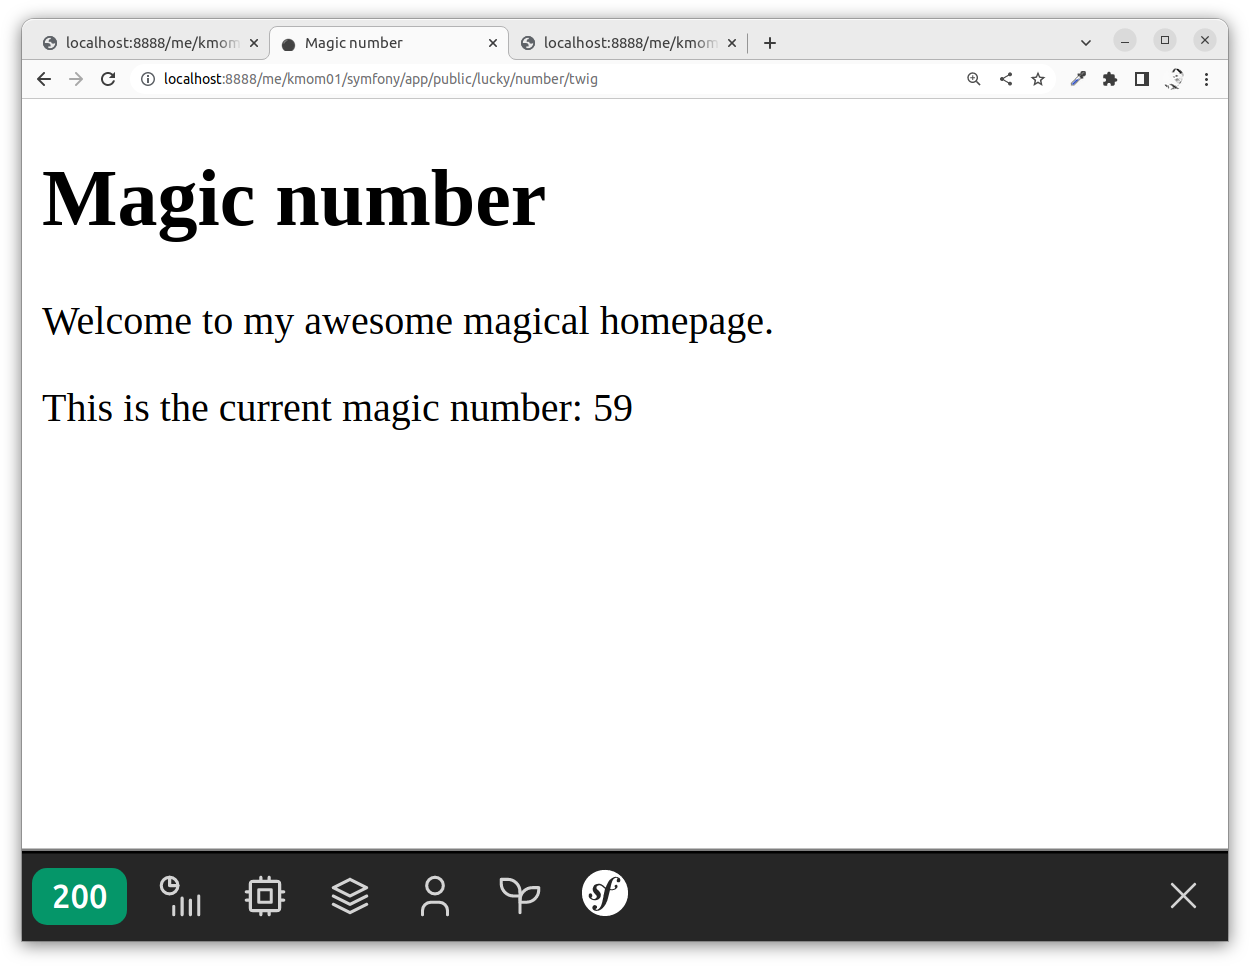 localhost:8888/me/kmom
Magic number
localhost:8888/me/kmom
localhost:8888/me/kmom01/symfony/app/public/lucky/number/twig
Magic number
Welcome to my awesome magical homepage.
This is the current magic number: 59
200
sf